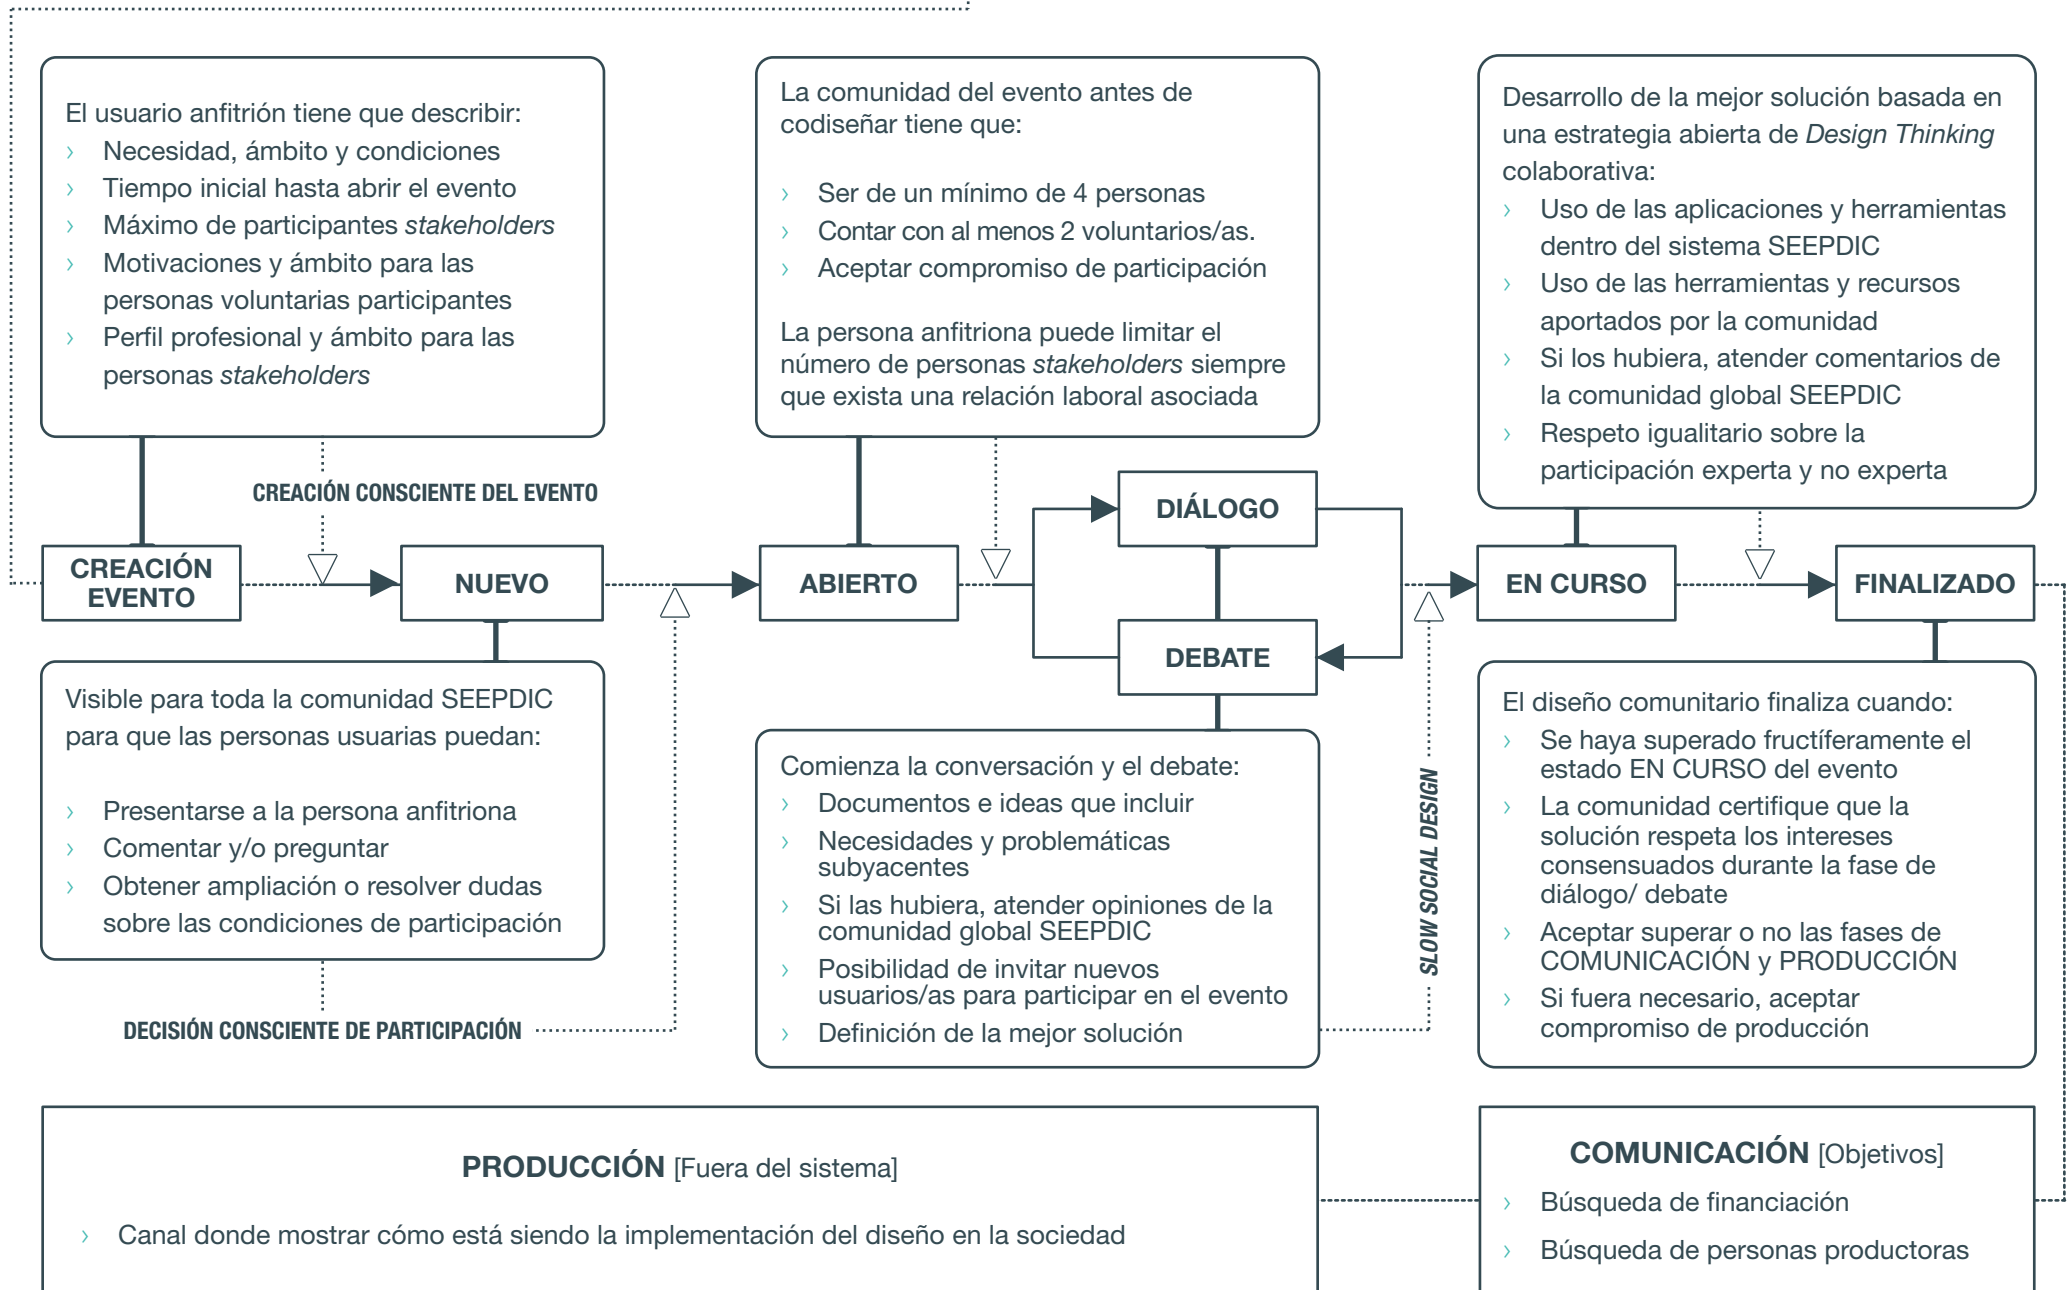 El usuario anfitrión tiene que describir:
› Necesidad, ámbito y condiciones
› Tiempo inicial hasta abrir el evento
› Máximo de participantes stakeholders
› Motivaciones y ámbito para las
personas voluntarias participantes
› Perfil profesional y ámbito para las
personas stakeholders
La comunidad del evento antes de
codiseñar tiene que:
› Ser de un mínimo de 4 personas
› Contar con al menos 2 voluntarios/as.
› Aceptar compromiso de participación
La persona anfitriona puede limitar el
número de personas stakeholders siempre
que exista una relación laboral asociada
Desarrollo de la mejor solución basada en
una estrategia abierta de Design Thinking
colaborativa:
› Uso de las aplicaciones y herramientas
dentro del sistema SEEPDIC
› Uso de las herramientas y recursos
aportados por la comunidad
› Si los hubiera, atender comentarios de
la comunidad global SEEPDIC
› Respeto igualitario sobre la
participación experta y no experta
CREACIÓN CONSCIENTE DEL EVENTO
CREACIÓN
EVENTO
NUEVO
ABIERTO
DIÁLOGO
DEBATE
EN CURSO
FINALIZADO
Visible para toda la comunidad SEEPDIC
para que las personas usuarias puedan:
› Presentarse a la persona anfitriona
› Comentar y/o preguntar
› Obtener ampliación o resolver dudas
sobre las condiciones de participación
DECISIÓN CONSCIENTE DE PARTICIPACIÓN
Comienza la conversación y el debate:
› Documentos e ideas que incluir
› Necesidades y problemáticas
subyacentes
› Si las hubiera, atender opiniones de la
comunidad global SEEPDIC
› Posibilidad de invitar nuevos
usuarios/as para participar en el evento
› Definición de la mejor solución
SLOW SOCIAL DESIGN
El diseño comunitario finaliza cuando:
› Se haya superado fructíferamente el
estado EN CURSO del evento
› La comunidad certifique que la
solución respeta los intereses
consensuados durante la fase de
diálogo/ debate
› Aceptar superar o no las fases de
COMUNICACIÓN y PRODUCCIÓN
› Si fuera necesario, aceptar
compromiso de producción
PRODUCCIÓN [Fuera del sistema]
› Canal donde mostrar cómo está siendo la implementación del diseño en la sociedad
COMUNICACIÓN [Objetivos]
› Búsqueda de financiación
› Búsqueda de personas productoras